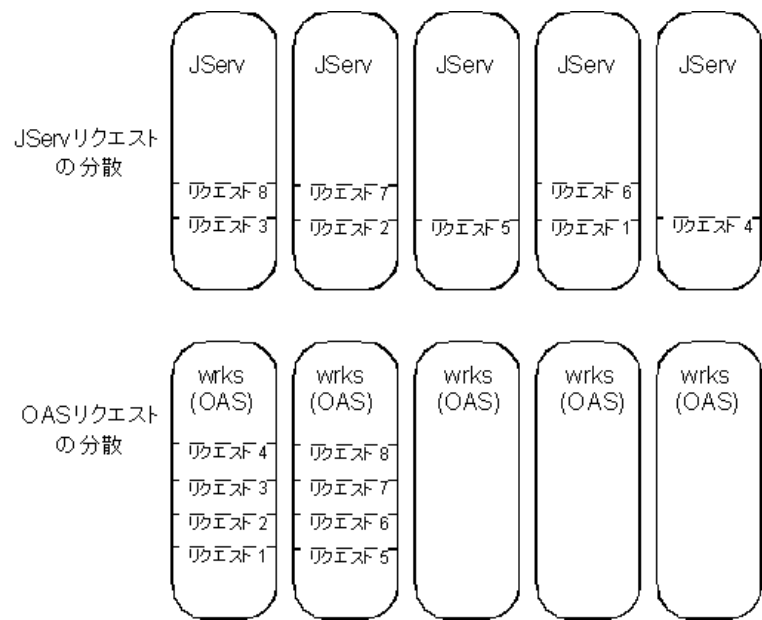 JServ
JServ
JServ
JServ
JServ
JServリクエスト
の分散
リクエスト8
リクエスト7
リクエスト6
リクエスト3
リクエスト2
リクエスト5
リクエスト1
リクエスト4
wrks
(OAS)
wrks
(OAS)
wrks
(OAS)
wrks
(OAS)
wrks
(OAS)
OASリクエスト
の分散
リクエスト4
リクエスト8
リクエスト3
リクエスト7
リクエスト2
リクエスト6
リクエスト1
リクエスト5